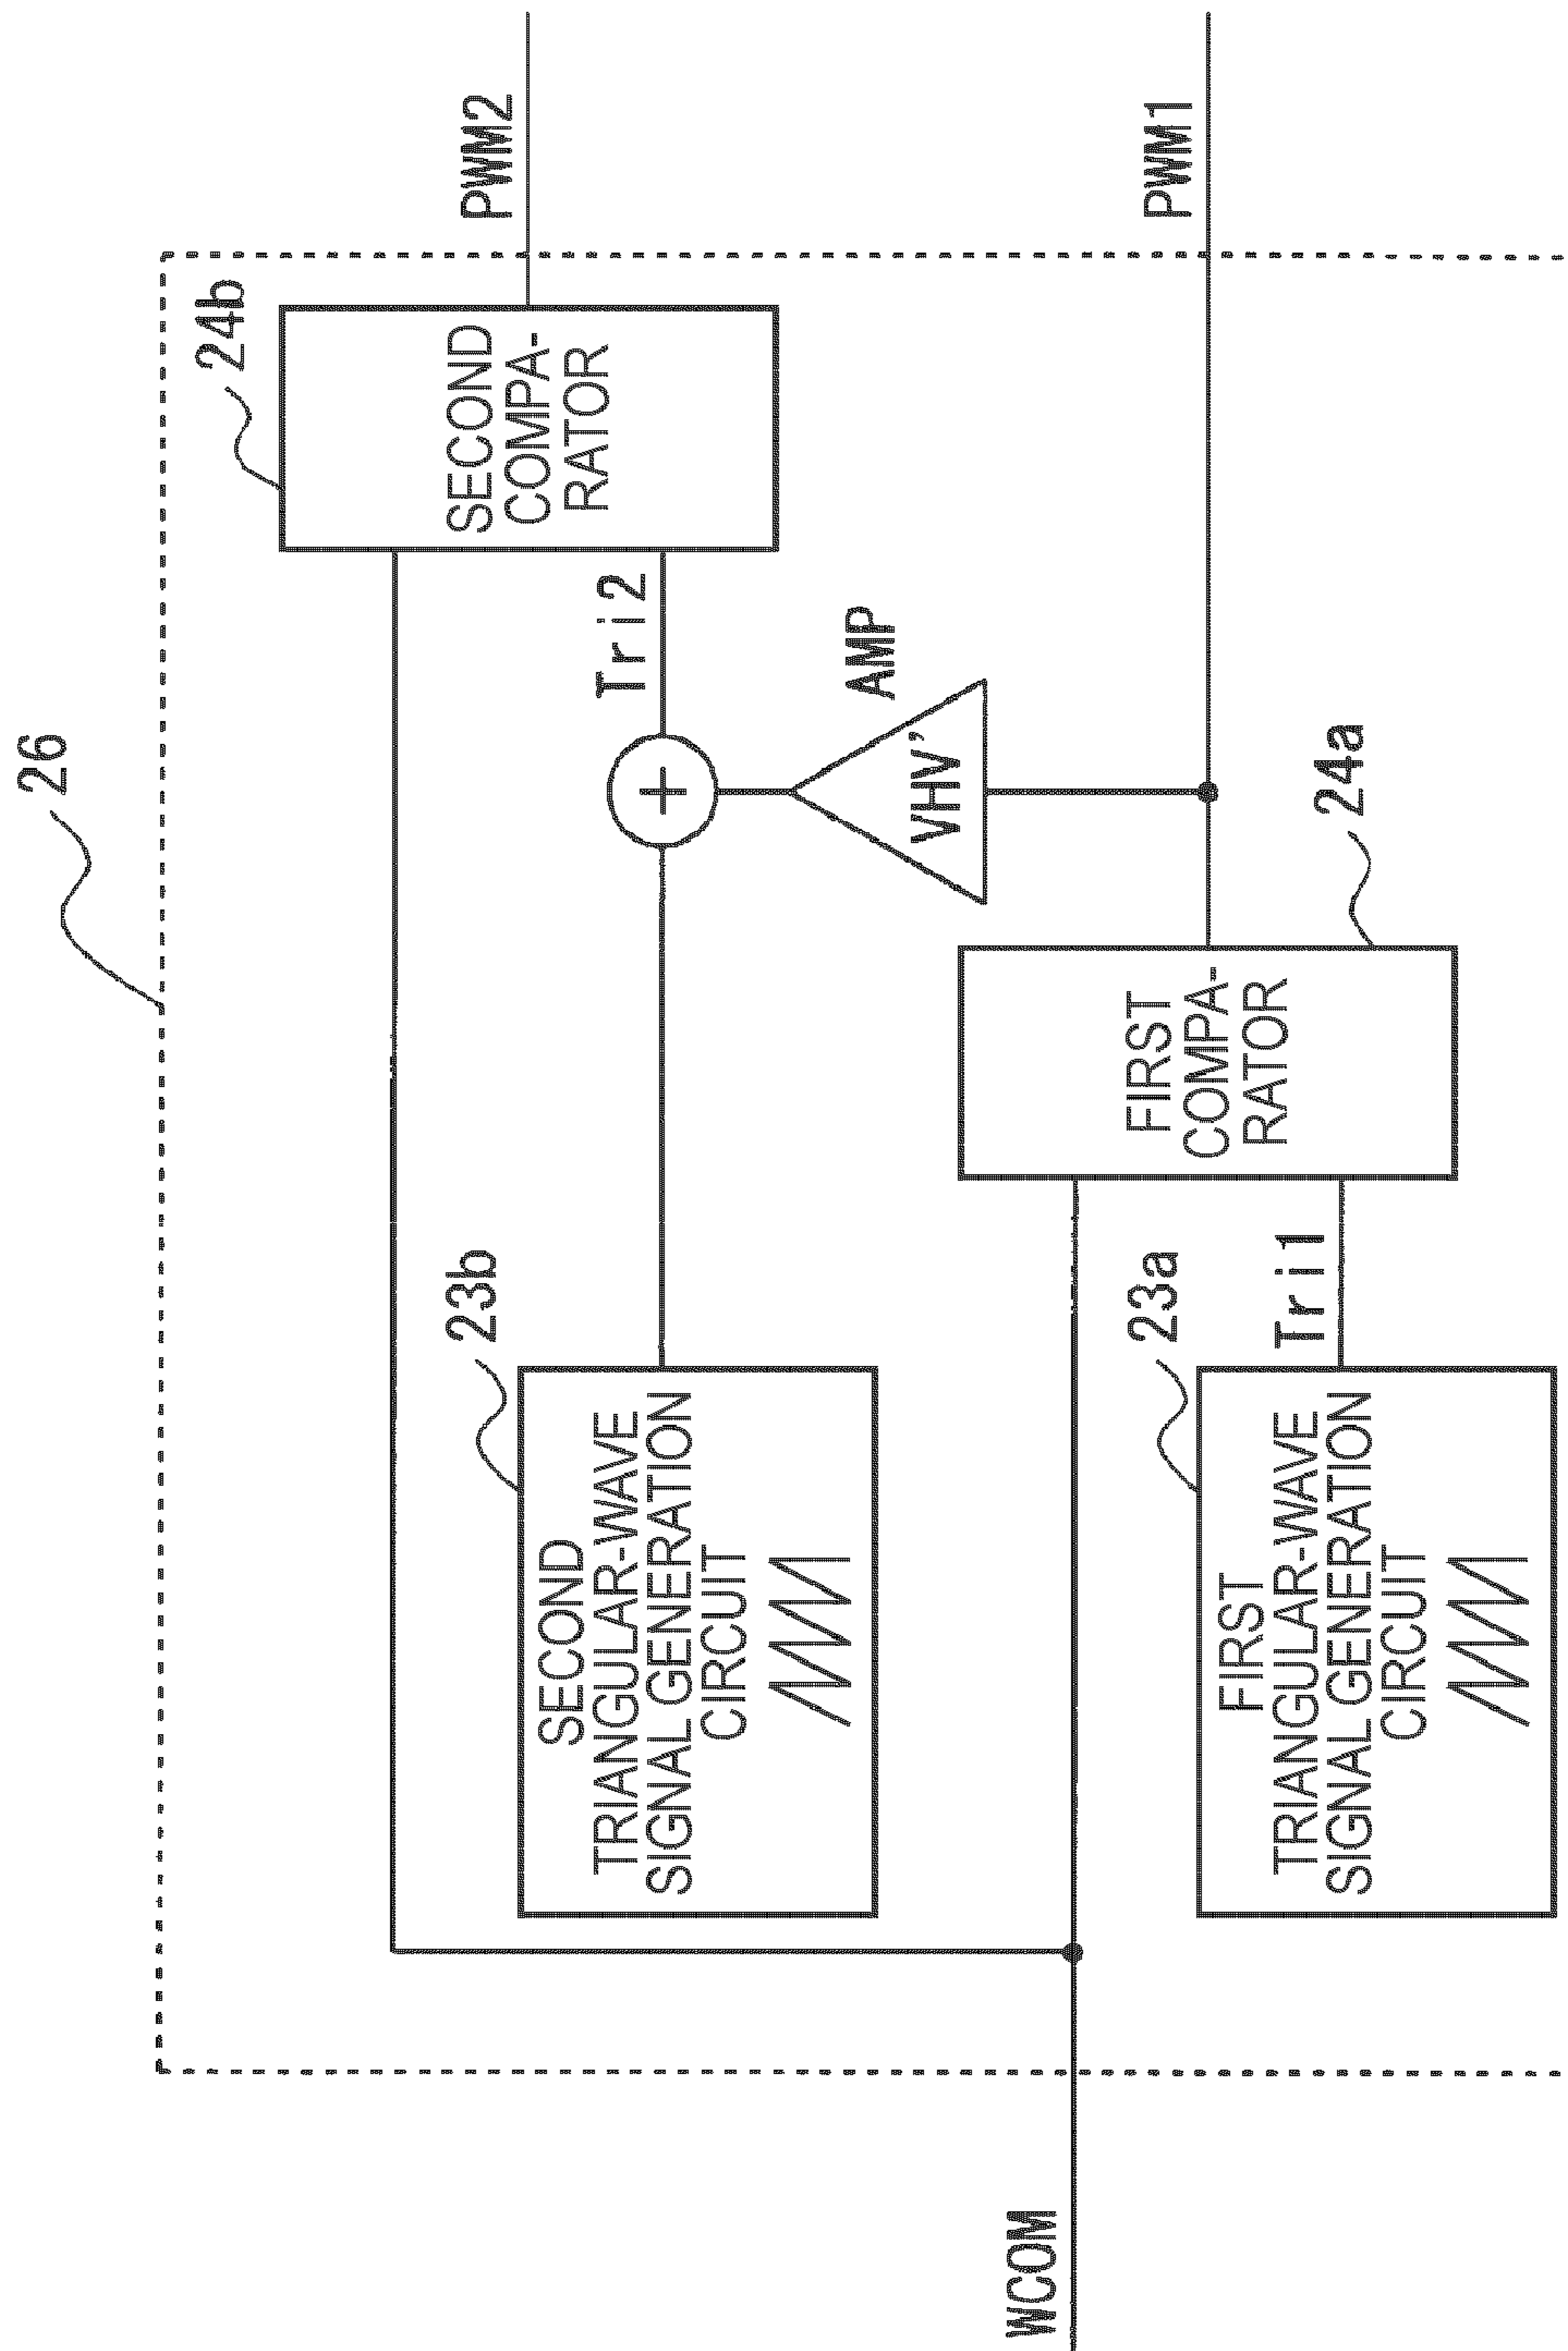 26
24b
PWM2
SECOND
COMPA-
RATOR
Tri2
23b
SECOND
TRIANGULAR-WAVE
SIGNAL GENERATION
CIRCUIT
AMP
VHV'
WCOM
FIRST
COMPA-
RATOR
24a
PWM1
23a
Tri1
FIRST
TRIANGULAR-WAVE
SIGNAL GENERATION
CIRCUIT